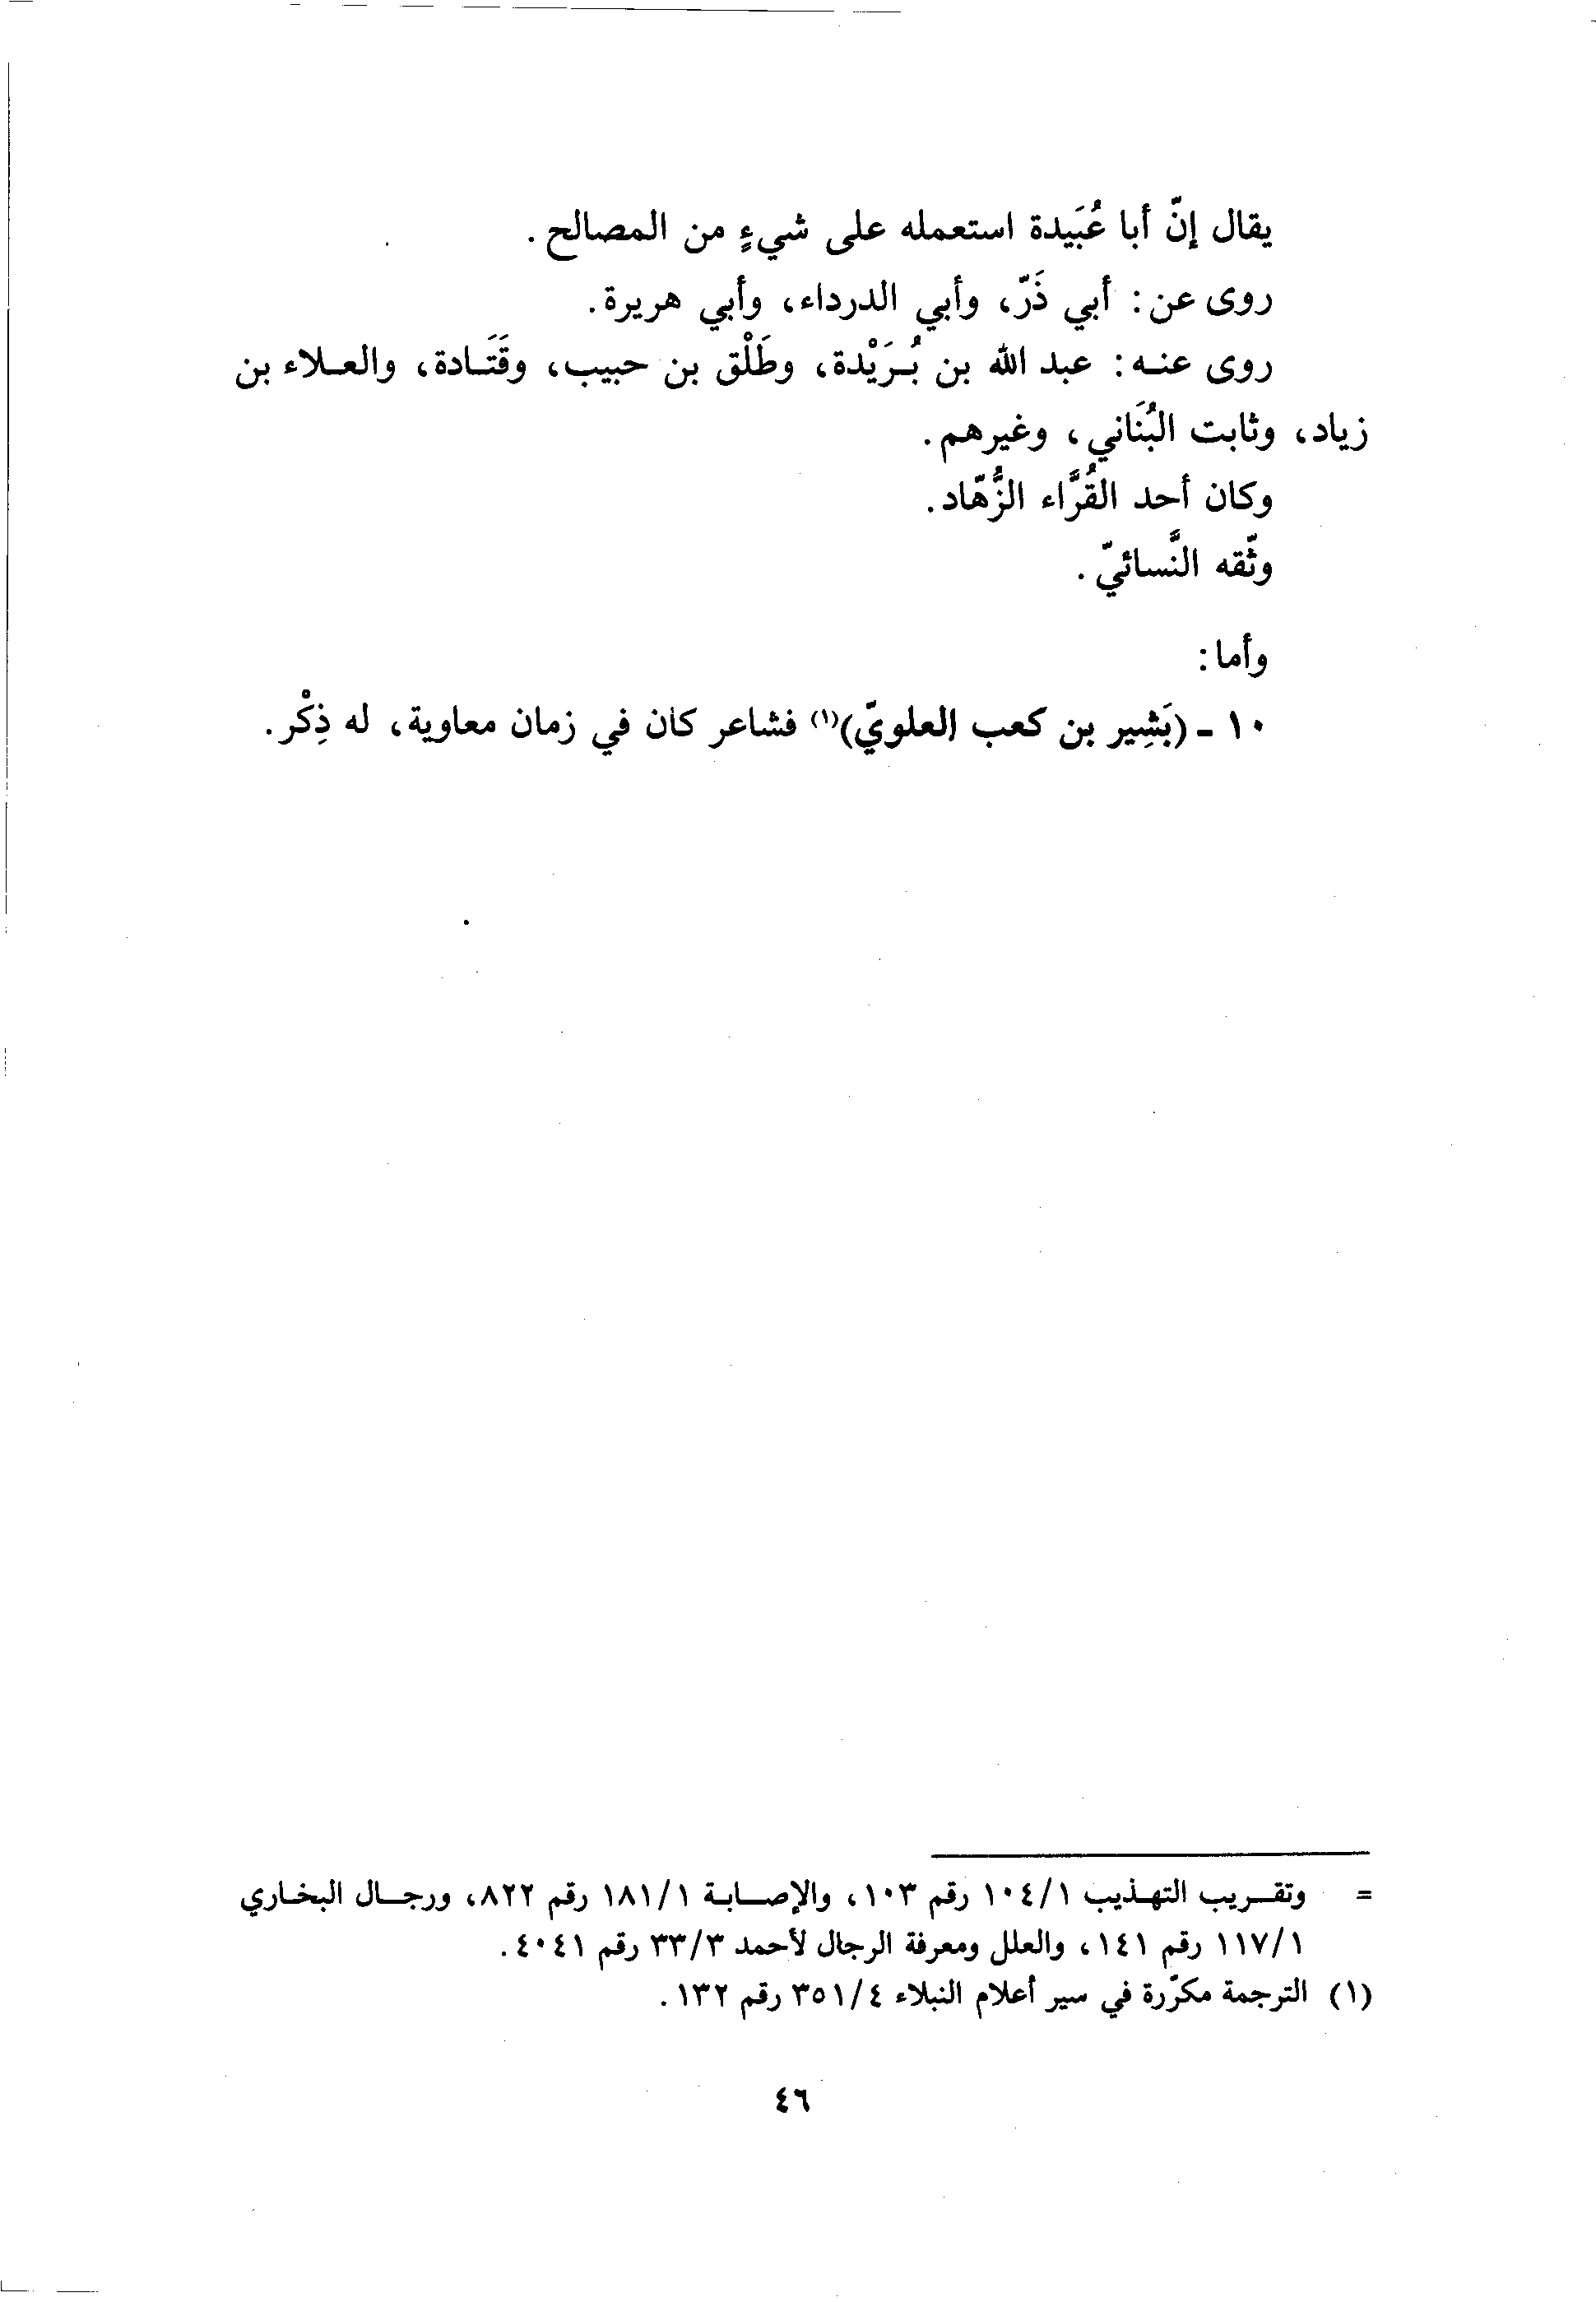 يقال إنّ أبا عُبَيدة استعمله على شيءٍ من المصالح.
روى عن: أبي ذَرّ، وأبي الدرداء، وأبي هريرة.
روى عنه: عبد الله بن بُرَيْدة، وطَلْق بن حبيب، وقَتَادة، والعلاء بن
زياد، وثابت البُنَاني، وغيرهم.
وكان أحد القُرَّاء الزُّهّاد.
وثّقه النَّسائيّ.
وأما:
١٠ - (بَشِير بن كعب العلويّ)(١) فشاعر كان في زمان معاوية، له ذِكْر.
= وتقريب التهذيب ١/١٠٤ رقم ١٠٣، والإصابة ١/١٨١ رقم ٨٢٢، ورجال البخاري
١/١١٧ رقم ١٤١، والعلل ومعرفة الرجال لأحمد ٣/٣٣ رقم ٤٠٤١.
(١) الترجمة مكرّرة في سير أعلام النبلاء ٤/٣٥١ رقم ١٣٢.
٤٦